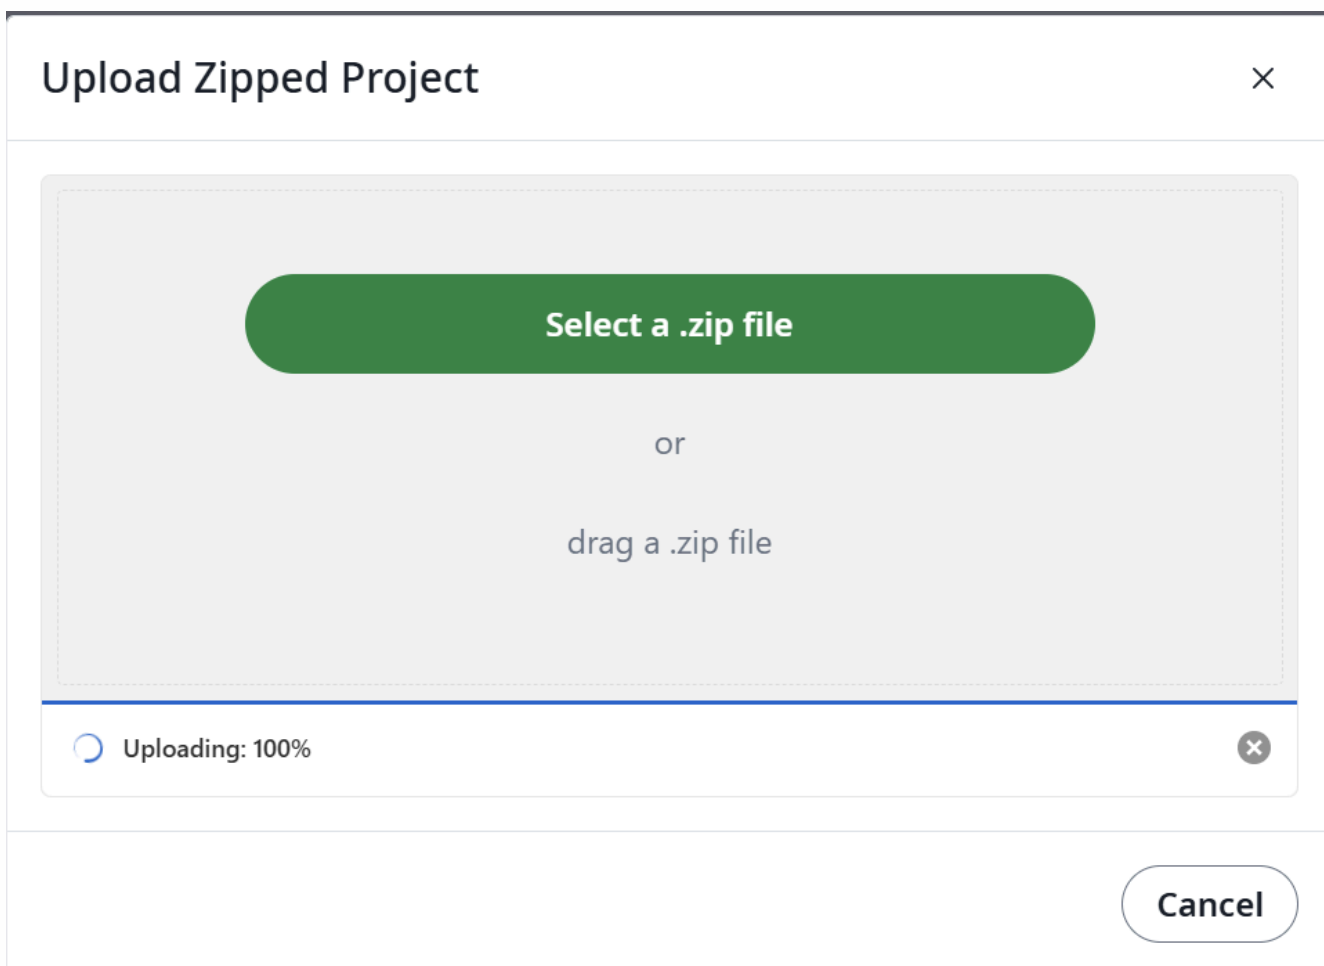 Upload Zipped Project
Select a .zip file
or
drag a .zip file
Uploading: 100%
Cancel